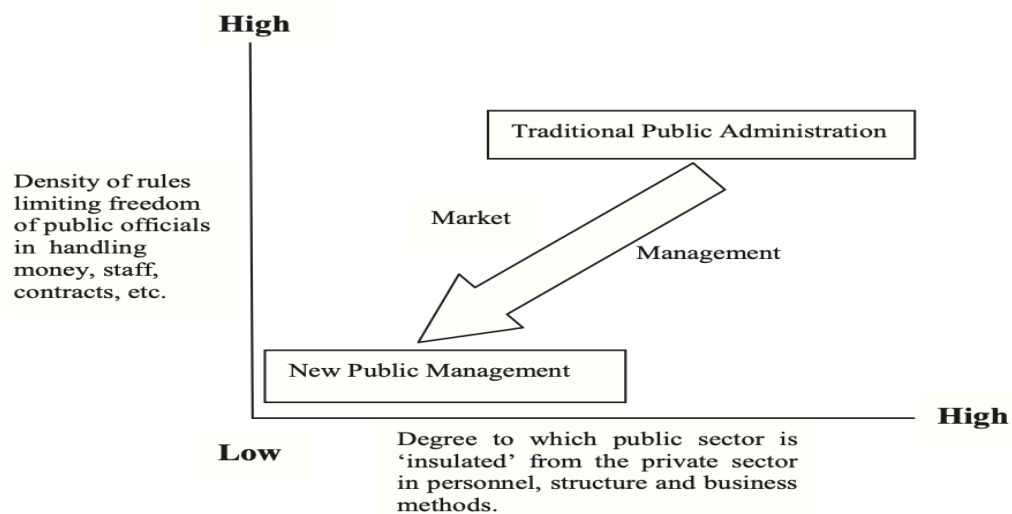 High
Traditional Public Administration
Density of rules
limiting freedom
of public officials
in handling
money, staff,
contracts, etc.
Market
Management
New Public Management
High
Low
Degree to which public sector is
‘insulated’ from the private sector
in personnel, structure and business
methods.